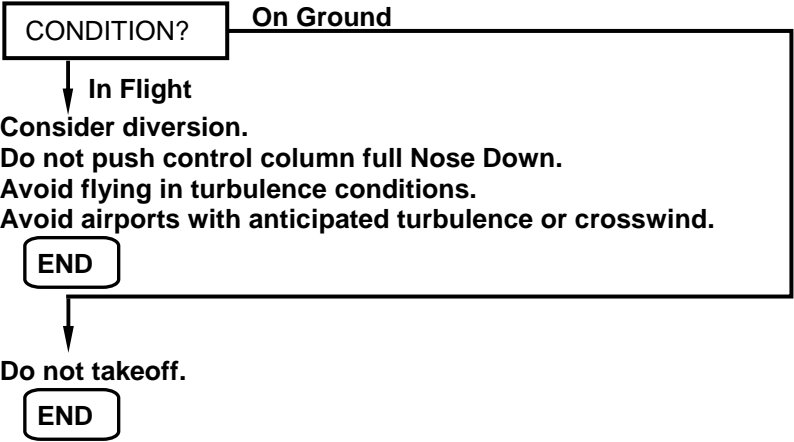 CONDITION?
On Ground
In Flight
Consider diversion.
Do not push control column full Nose Down.
Avoid flying in turbulence conditions.
Avoid airports with anticipated turbulence or crosswind.
END
Do not takeoff.
END